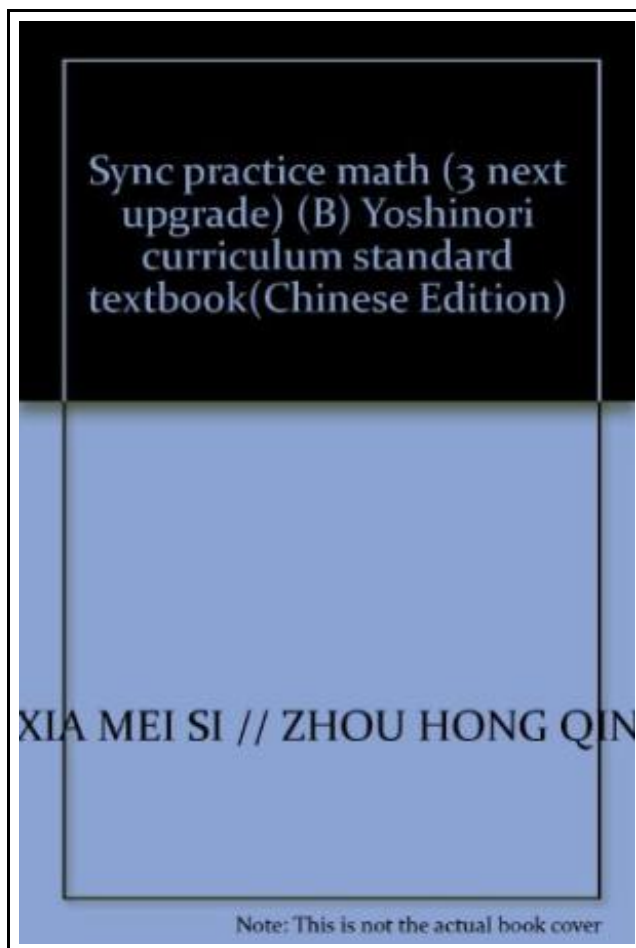 Sync practice math (3 next
upgrade) (B) Yoshinori
curriculum standard
textbook(Chinese Edition)
XIA MEI SI // ZHOU HONG QIN
Note: This is not the actual book cover